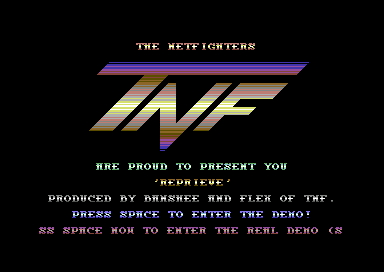 THE NETFIGHTERS
TNF
ARE PROUD TO PRESENT YOU
'REPRIEVE'
PRODUCED BY BANSHEE AND FLEX OF TNF.
PRESS SPACE TO ENTER THE DEMO!
SS SPACE NOW TO ENTER THE REAL DEMO (S